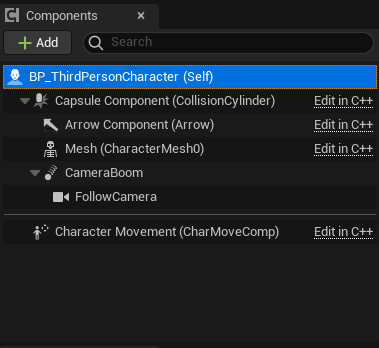 Components
Add
Search
BP_ThirdPersonCharacter (Self)
Capsule Component (CollisionCylinder) Edit in C++
Arrow Component (Arrow) Edit in C++
Mesh (CharacterMesh0) Edit in C++
CameraBoom
FollowCamera
Character Movement (CharMoveComp) Edit in C++